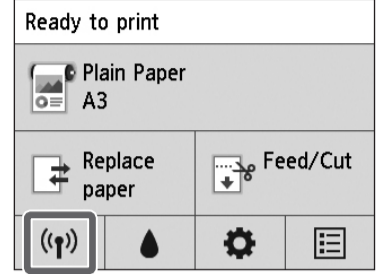 Ready to print
Plain Paper
A3
Replace
paper
Feed/Cut